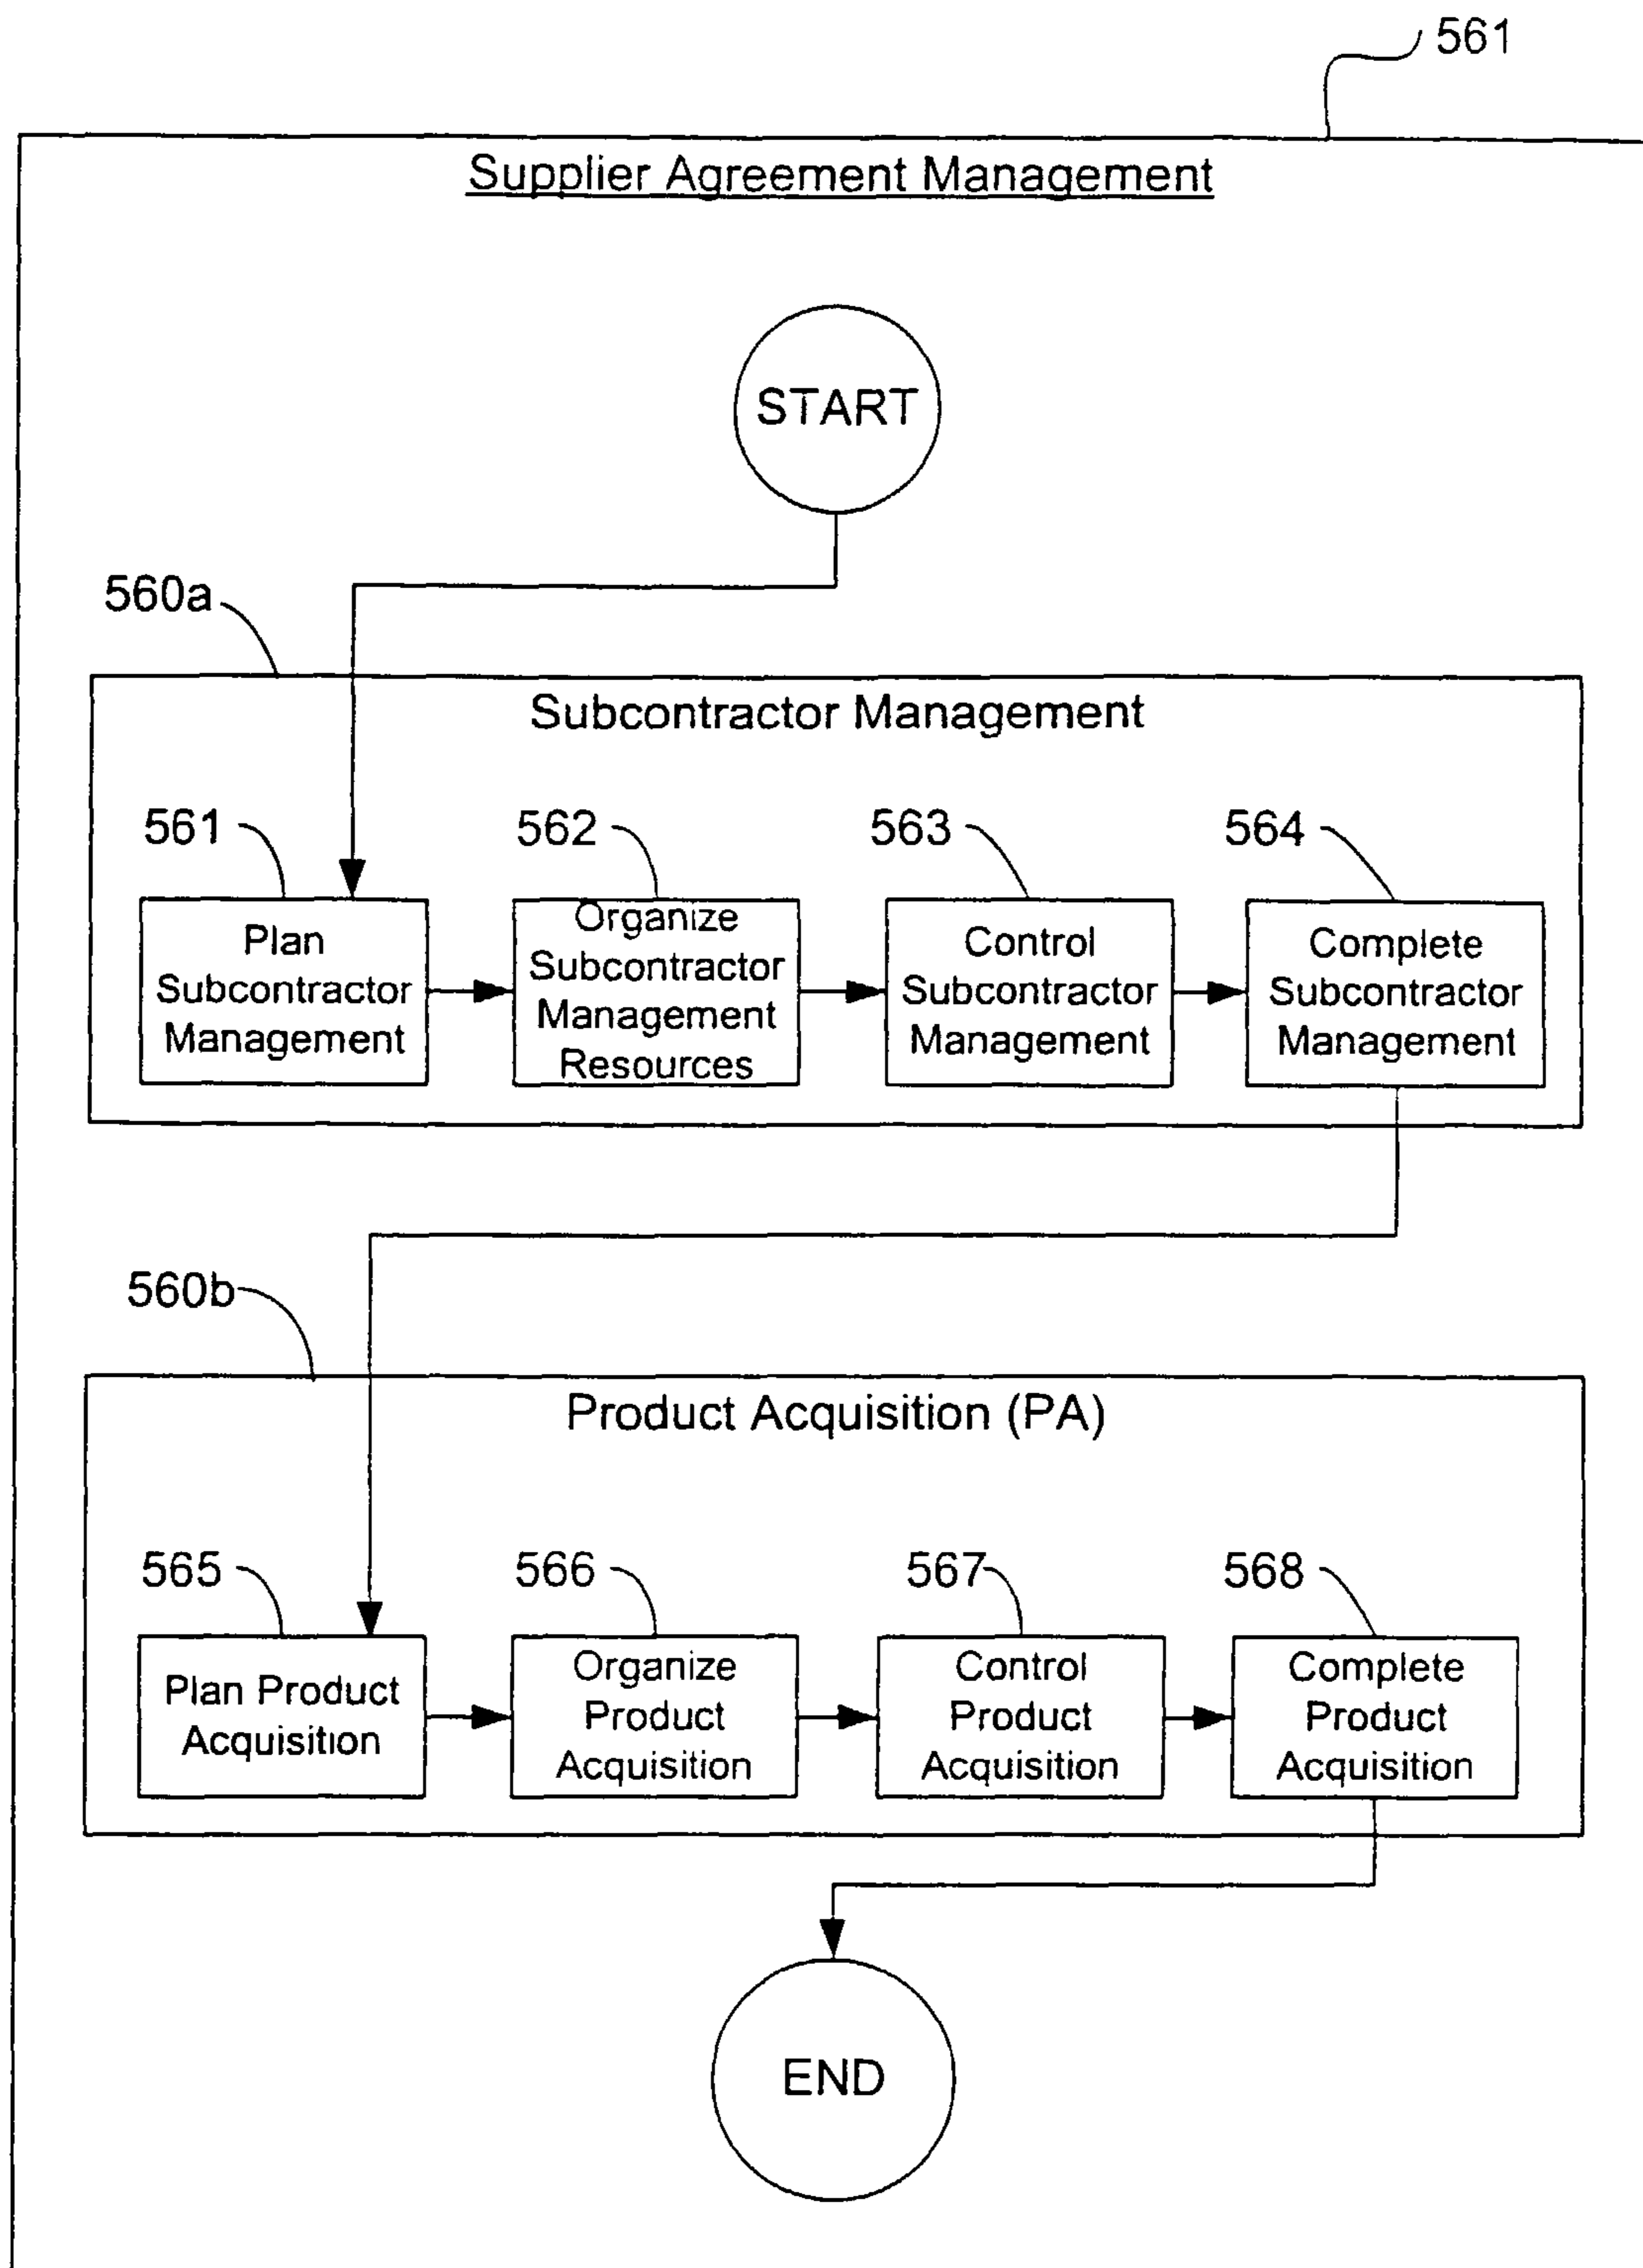 561
Supplier Agreement Management
START
560a
Subcontractor Management
561
562
563
564
Plan
Subcontractor
Management
Organize
Subcontractor
Management
Resources
Control
Subcontractor
Management
Complete
Subcontractor
Management
560b
Product Acquisition (PA)
565
566
567
568
Plan Product
Acquisition
Organize
Product
Acquisition
Control
Product
Acquisition
Complete
Product
Acquisition
END